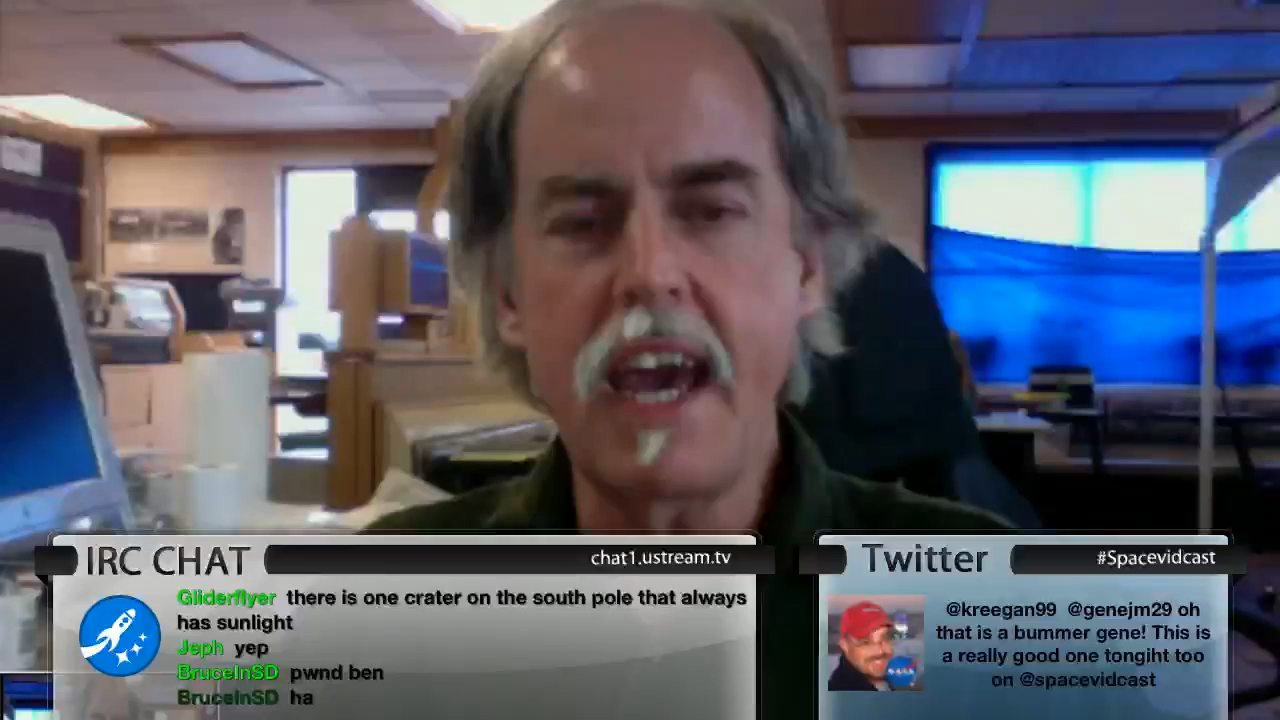 IRC CHAT
chat1.ustream.tv
Gliderflyer there is one crater on the south pole that always
has sunlight
Jeph yep
BruceInSD pwnd ben
BruceInSD ha
Twitter
#Spacevidcast
@kreegan99 @genejm29 oh
that is a bummer gene! This is
a really good one tongiht too
on @spacevidcast
NASA